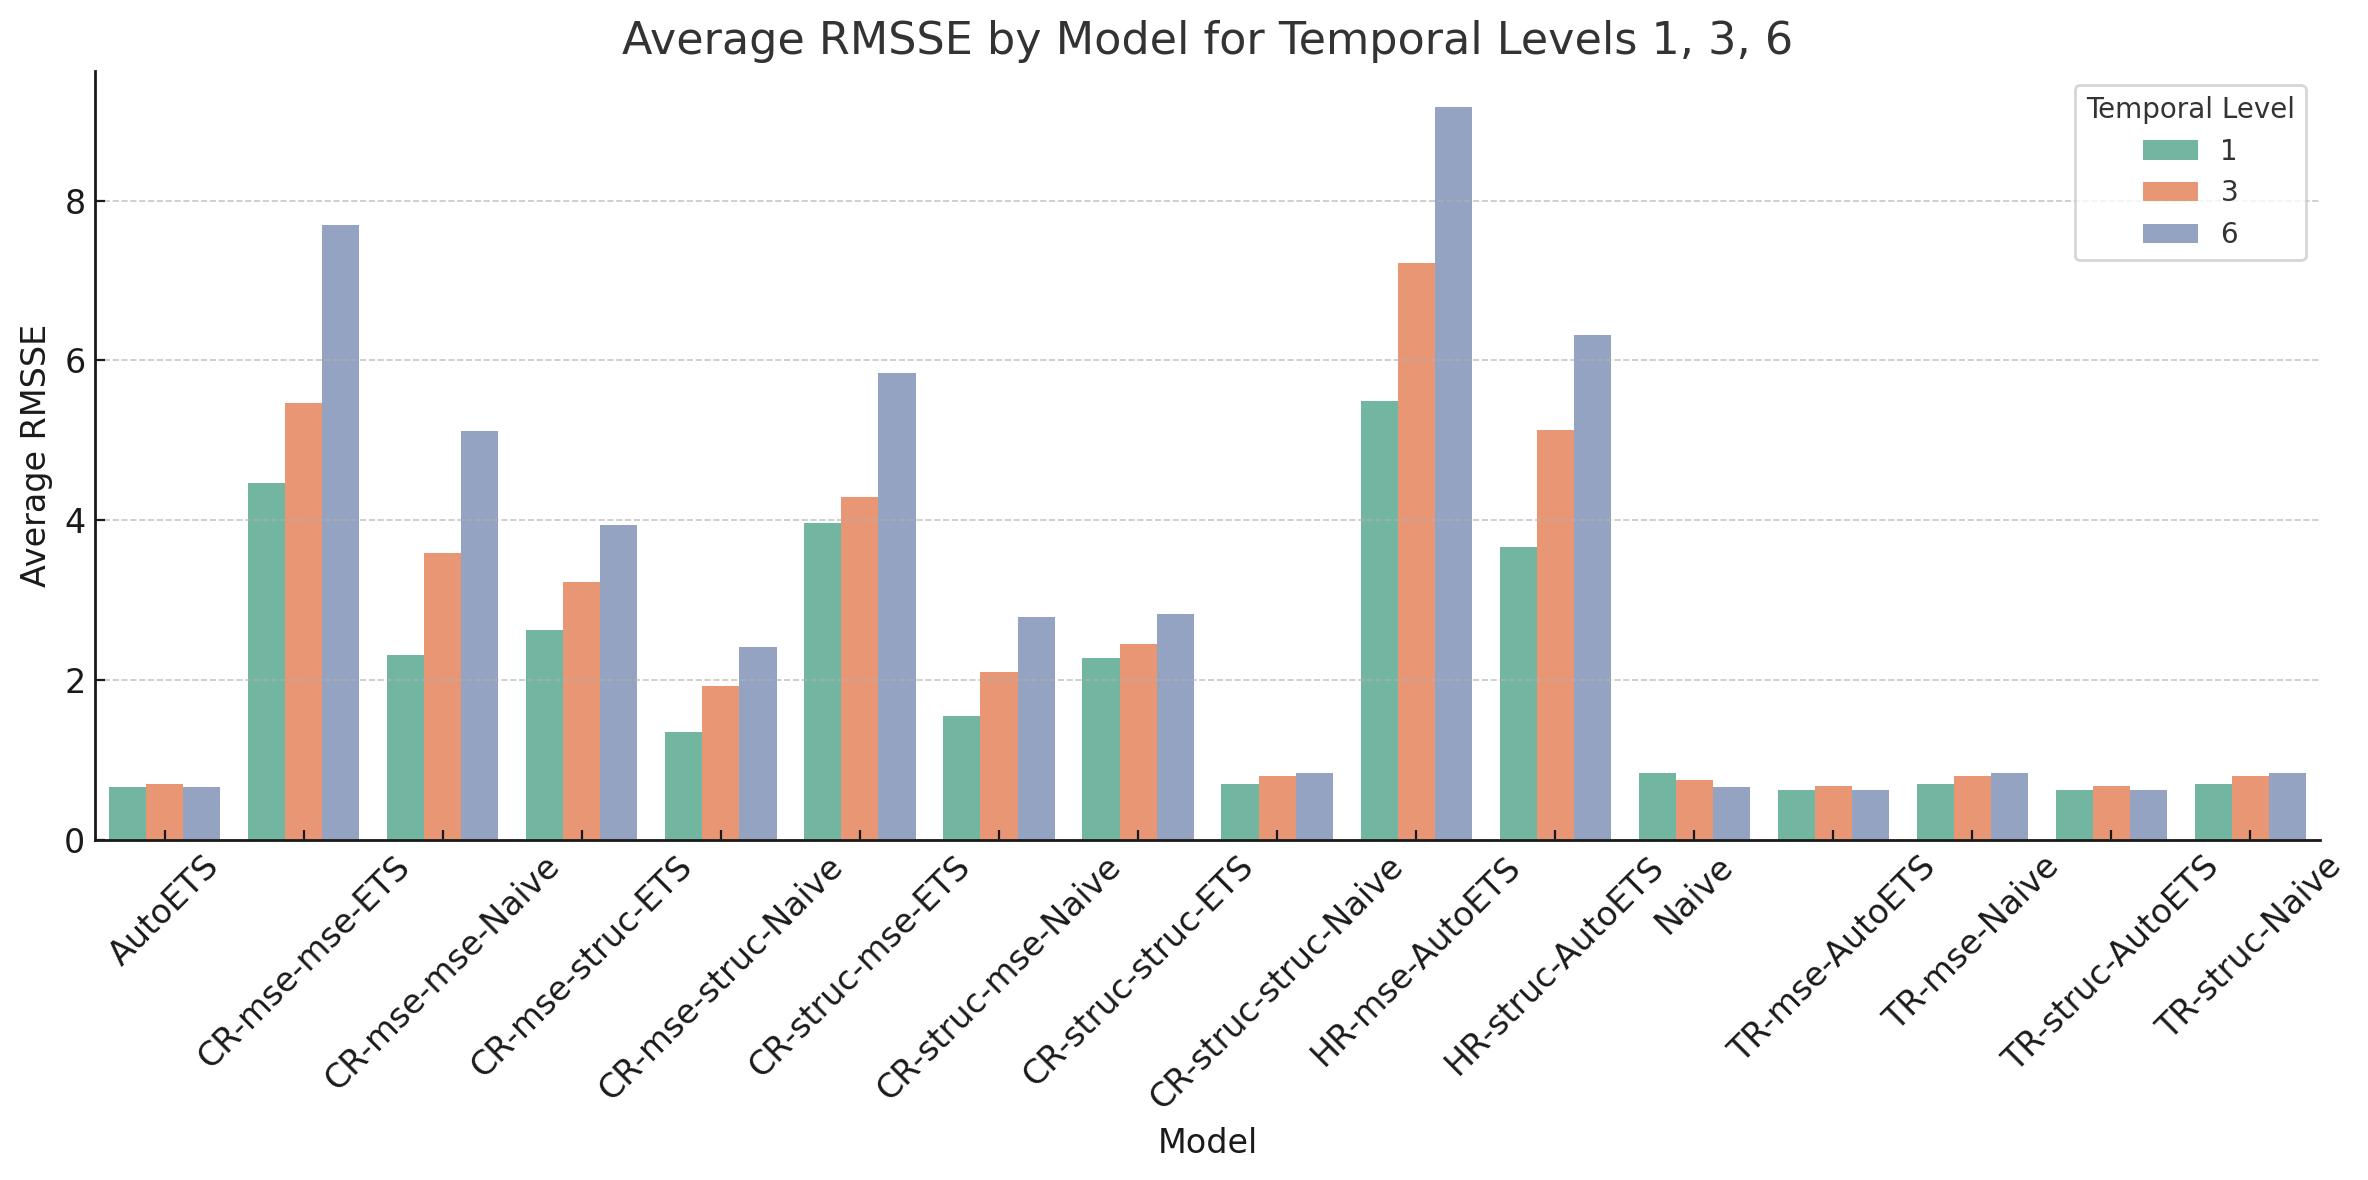 Average RMSSE by Model for Temporal Levels 1, 3, 6
Temporal Level
1
3
6
Average RMSSE
8
6
4
2
0
AutoETS
CR-mse-mse-ETS
CR-mse-mse-Naive
CR-mse-struc-ETS
CR-mse-struc-Naive
CR-struc-mse-ETS
CR-struc-mse-Naive
CR-struc-struc-ETS
CR-struc-struc-Naive
HR-mse-AutoETS
HR-struc-AutoETS
Naive
TR-mse-AutoETS
TR-mse-Naive
TR-struc-AutoETS
TR-struc-Naive
Model